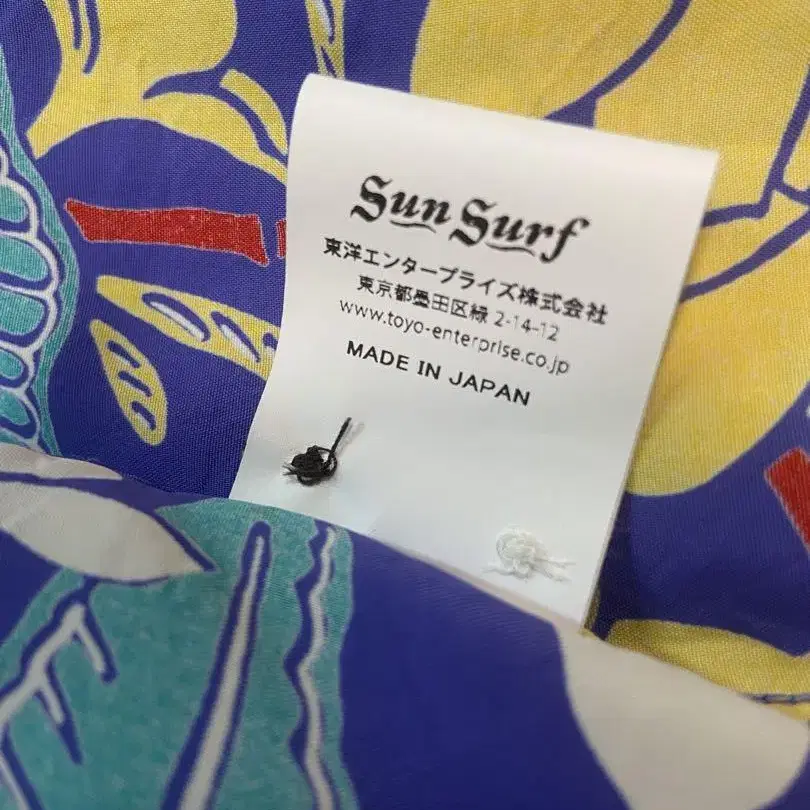 Sun Surf
東洋エンタープライズ株式会社
東京都墨田区緑 2-14-12
www.toyo-enterprise.co.jp
MADE IN JAPAN